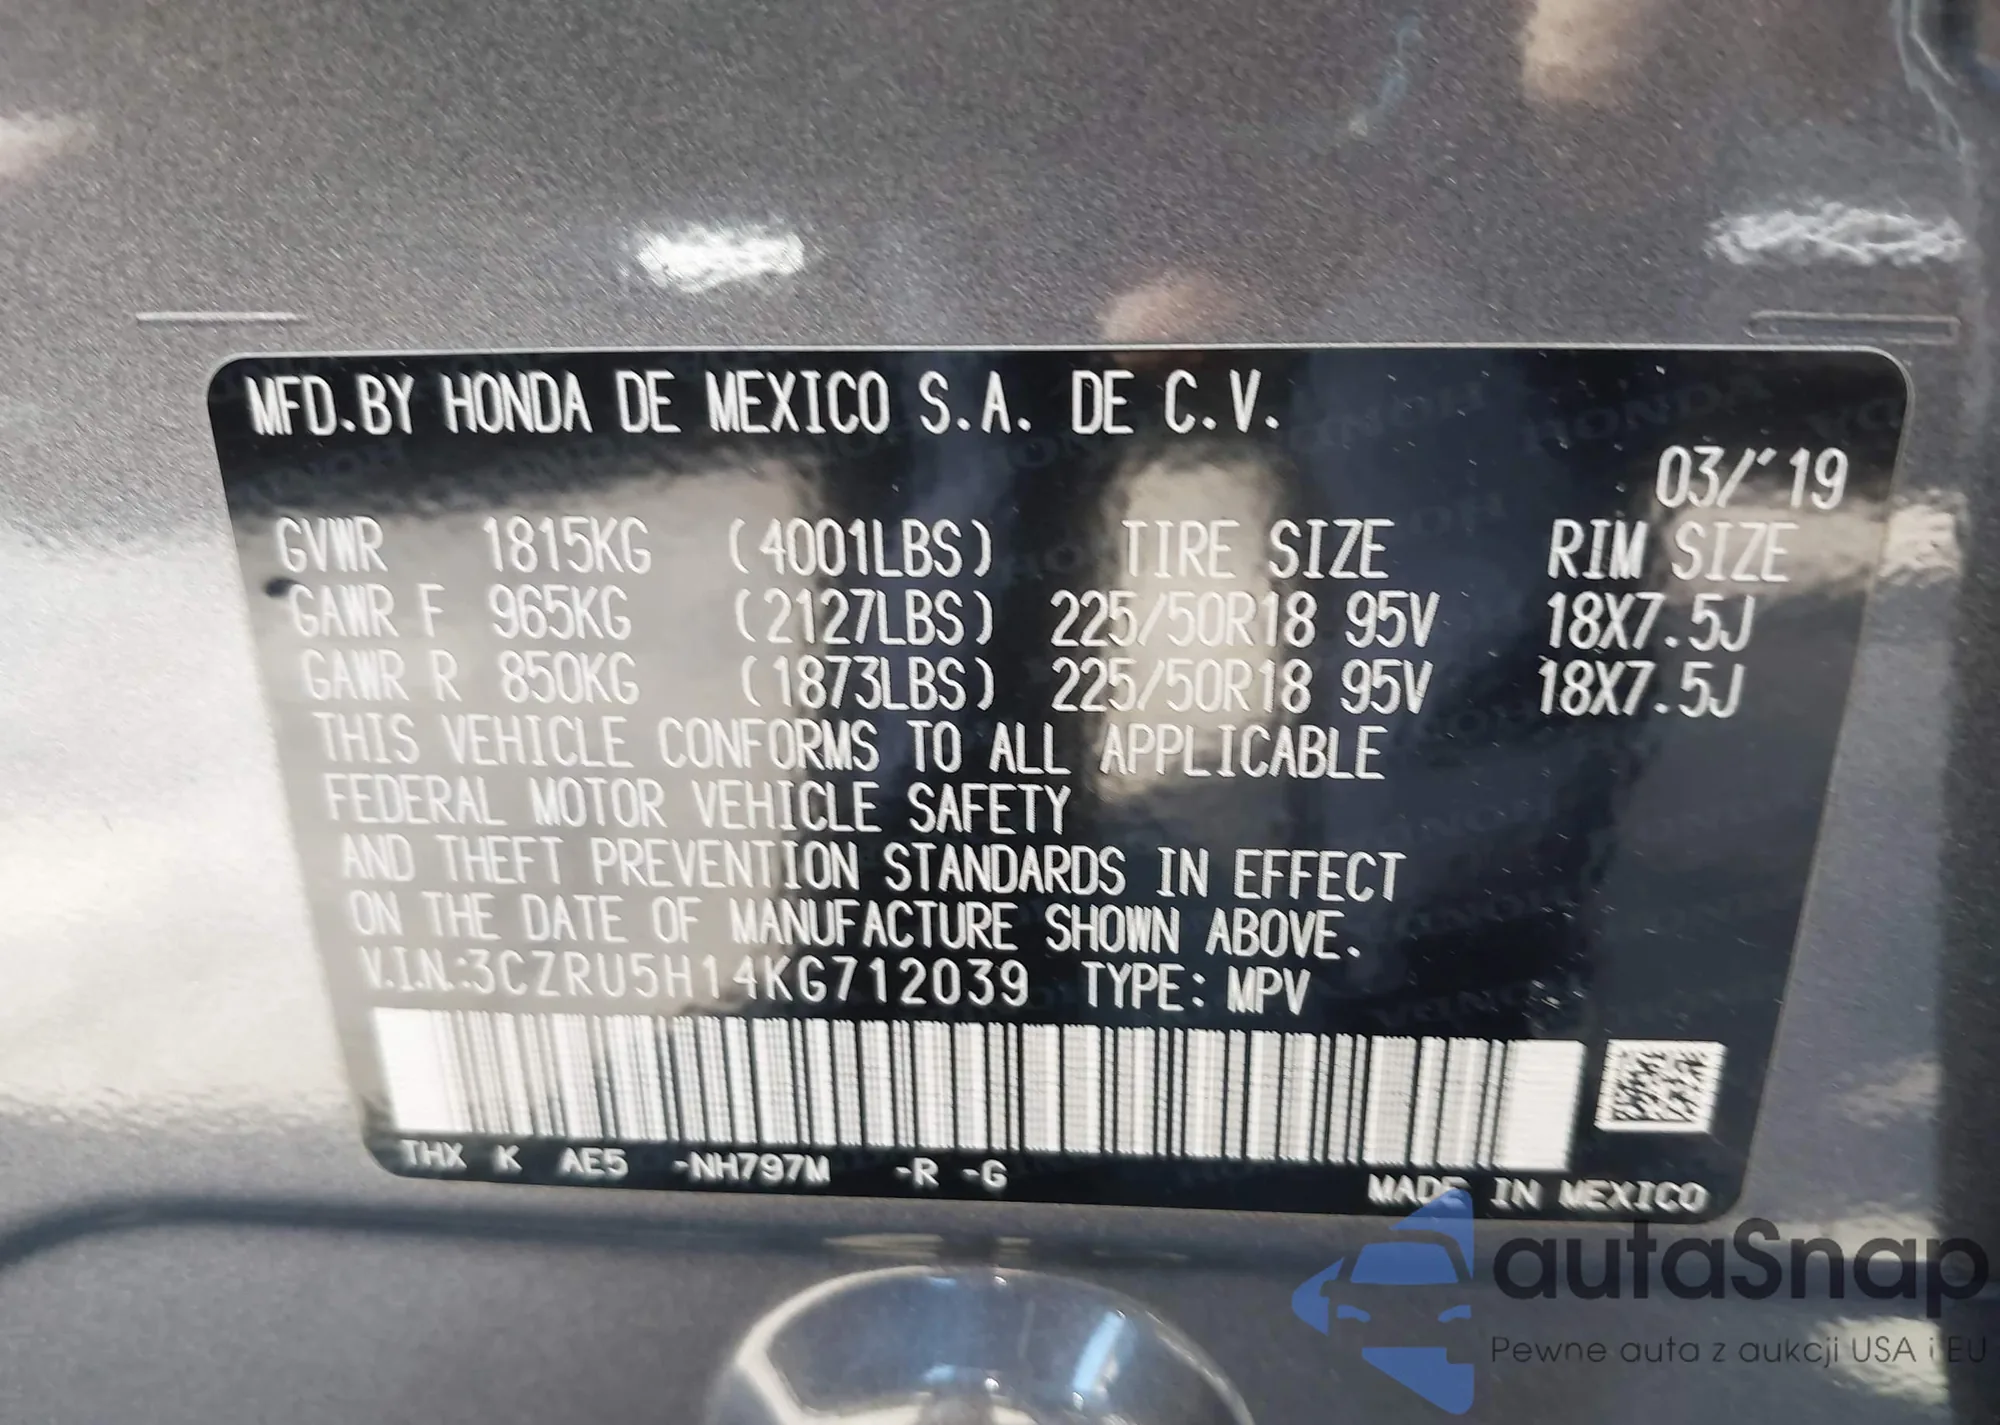 MFD.BY HONDA DE MEXICO S.A. DE C.V.
03/'19
GVWR 1815KG (4001LBS) TIRE SIZE RIM SIZE
GAWR F 965KG (2127LBS) 225/50R18 95V 18X7.5J
GAWR R 850KG (1873LBS) 225/50R18 95V 18X7.5J
THIS VEHICLE CONFORMS TO ALL APPLICABLE
FEDERAL MOTOR VEHICLE SAFETY
AND THEFT PREVENTION STANDARDS IN EFFECT
ON THE DATE OF MANUFACTURE SHOWN ABOVE.
V.I.N.:3CZRU5H14KG712039 TYPE: MPV
THX K AE5 -NH797M -R -G
MADE IN MEXICO
autaSnap
Pewne auta z aukcji USA i EU